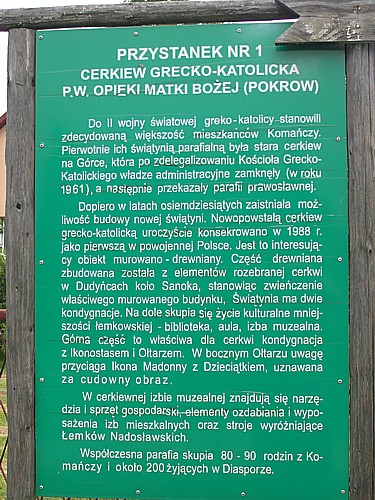 PRZYSTANEK NR 1
CERKIEW GRECKO-KATOLICKA
P.W. OPIEKI MATKI BOŻEJ (POKROW)
Do II wojny światowej greko-katolicy stanowili
zdecydowaną większość mieszkańców Komańczy.
Pierwotnie ich świątynią parafialną była stara cerkiew
na Górce, która po zdelegalizowaniu Kościoła Grecko-
Katolickiego władze administracyjne zamknęły (w roku
1961), a następnie przekazały parafii prawosławnej.
Dopiero w latach osiemdziesiątych zaistniała moż-
liwość budowy nowej świątyni. Nowopowstałą cerkiew
grecko-katolicką uroczyście konsekrowano w 1988 r.
jako pierwszą w powojennej Polsce. Jest to interesują-
cy obiekt murowano - drewniany. Część drewniana
zbudowana została z elementów rozebranej cerkwi
w Dudyńcach koło Sanoka, stanowiąc zwieńczenie
właściwego murowanego budynku. Świątynia ma dwie
kondygnacje. Na dole skupia się życie kulturalne mniej-
szości łemkowskiej - biblioteka, aula, izba muzealna.
Górna część to właściwa dla cerkwi kondygnacja
z Ikonostasem i Ołtarzem. W bocznym Ołtarzu uwagę
przyciąga Ikona Madonny z Dzieciątkiem, uznawana
za cudowny obraz.
W cerkiewnej izbie muzealnej znajdują się narzę-
dzia i sprzęt gospodarski, elementy ozdabiania i wypo-
sażenia izb mieszkalnych oraz stroje wyróżniające
Łemków Nadosławskich.
Współczesna parafia skupia 80 - 90 rodzin z Ko-
mańczy i około 200 żyjących w Diasporze.